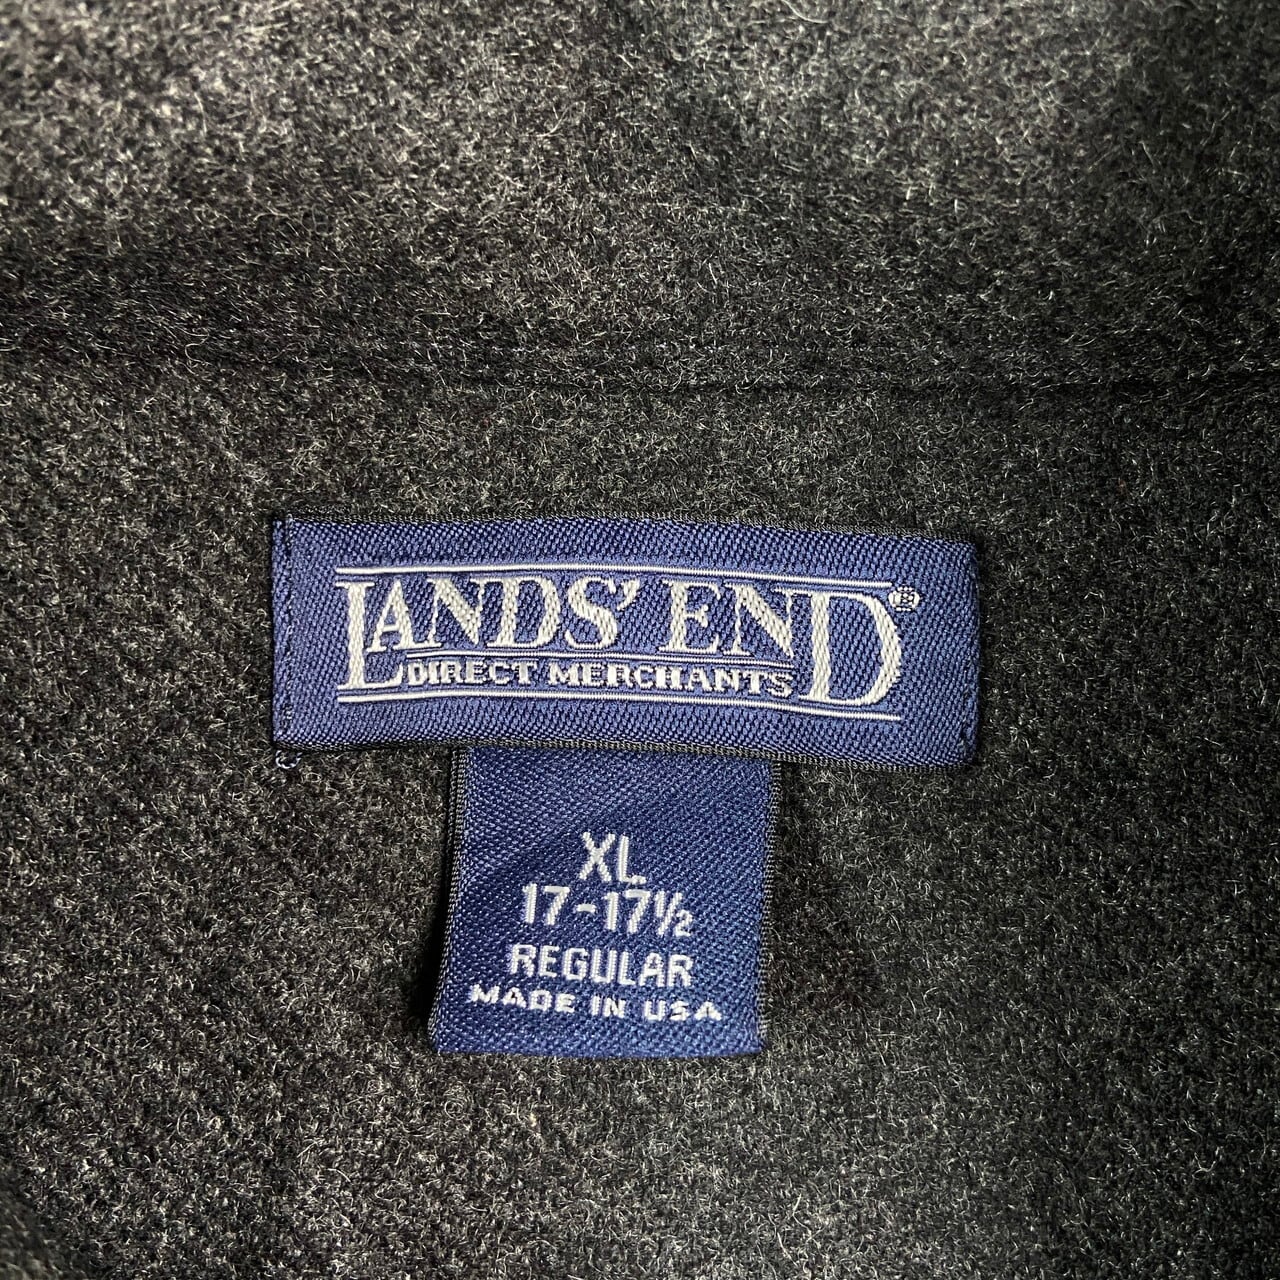 LANDS' END®
DIRECT MERCHANTS
XL
17-17½
REGULAR
MADE IN USA